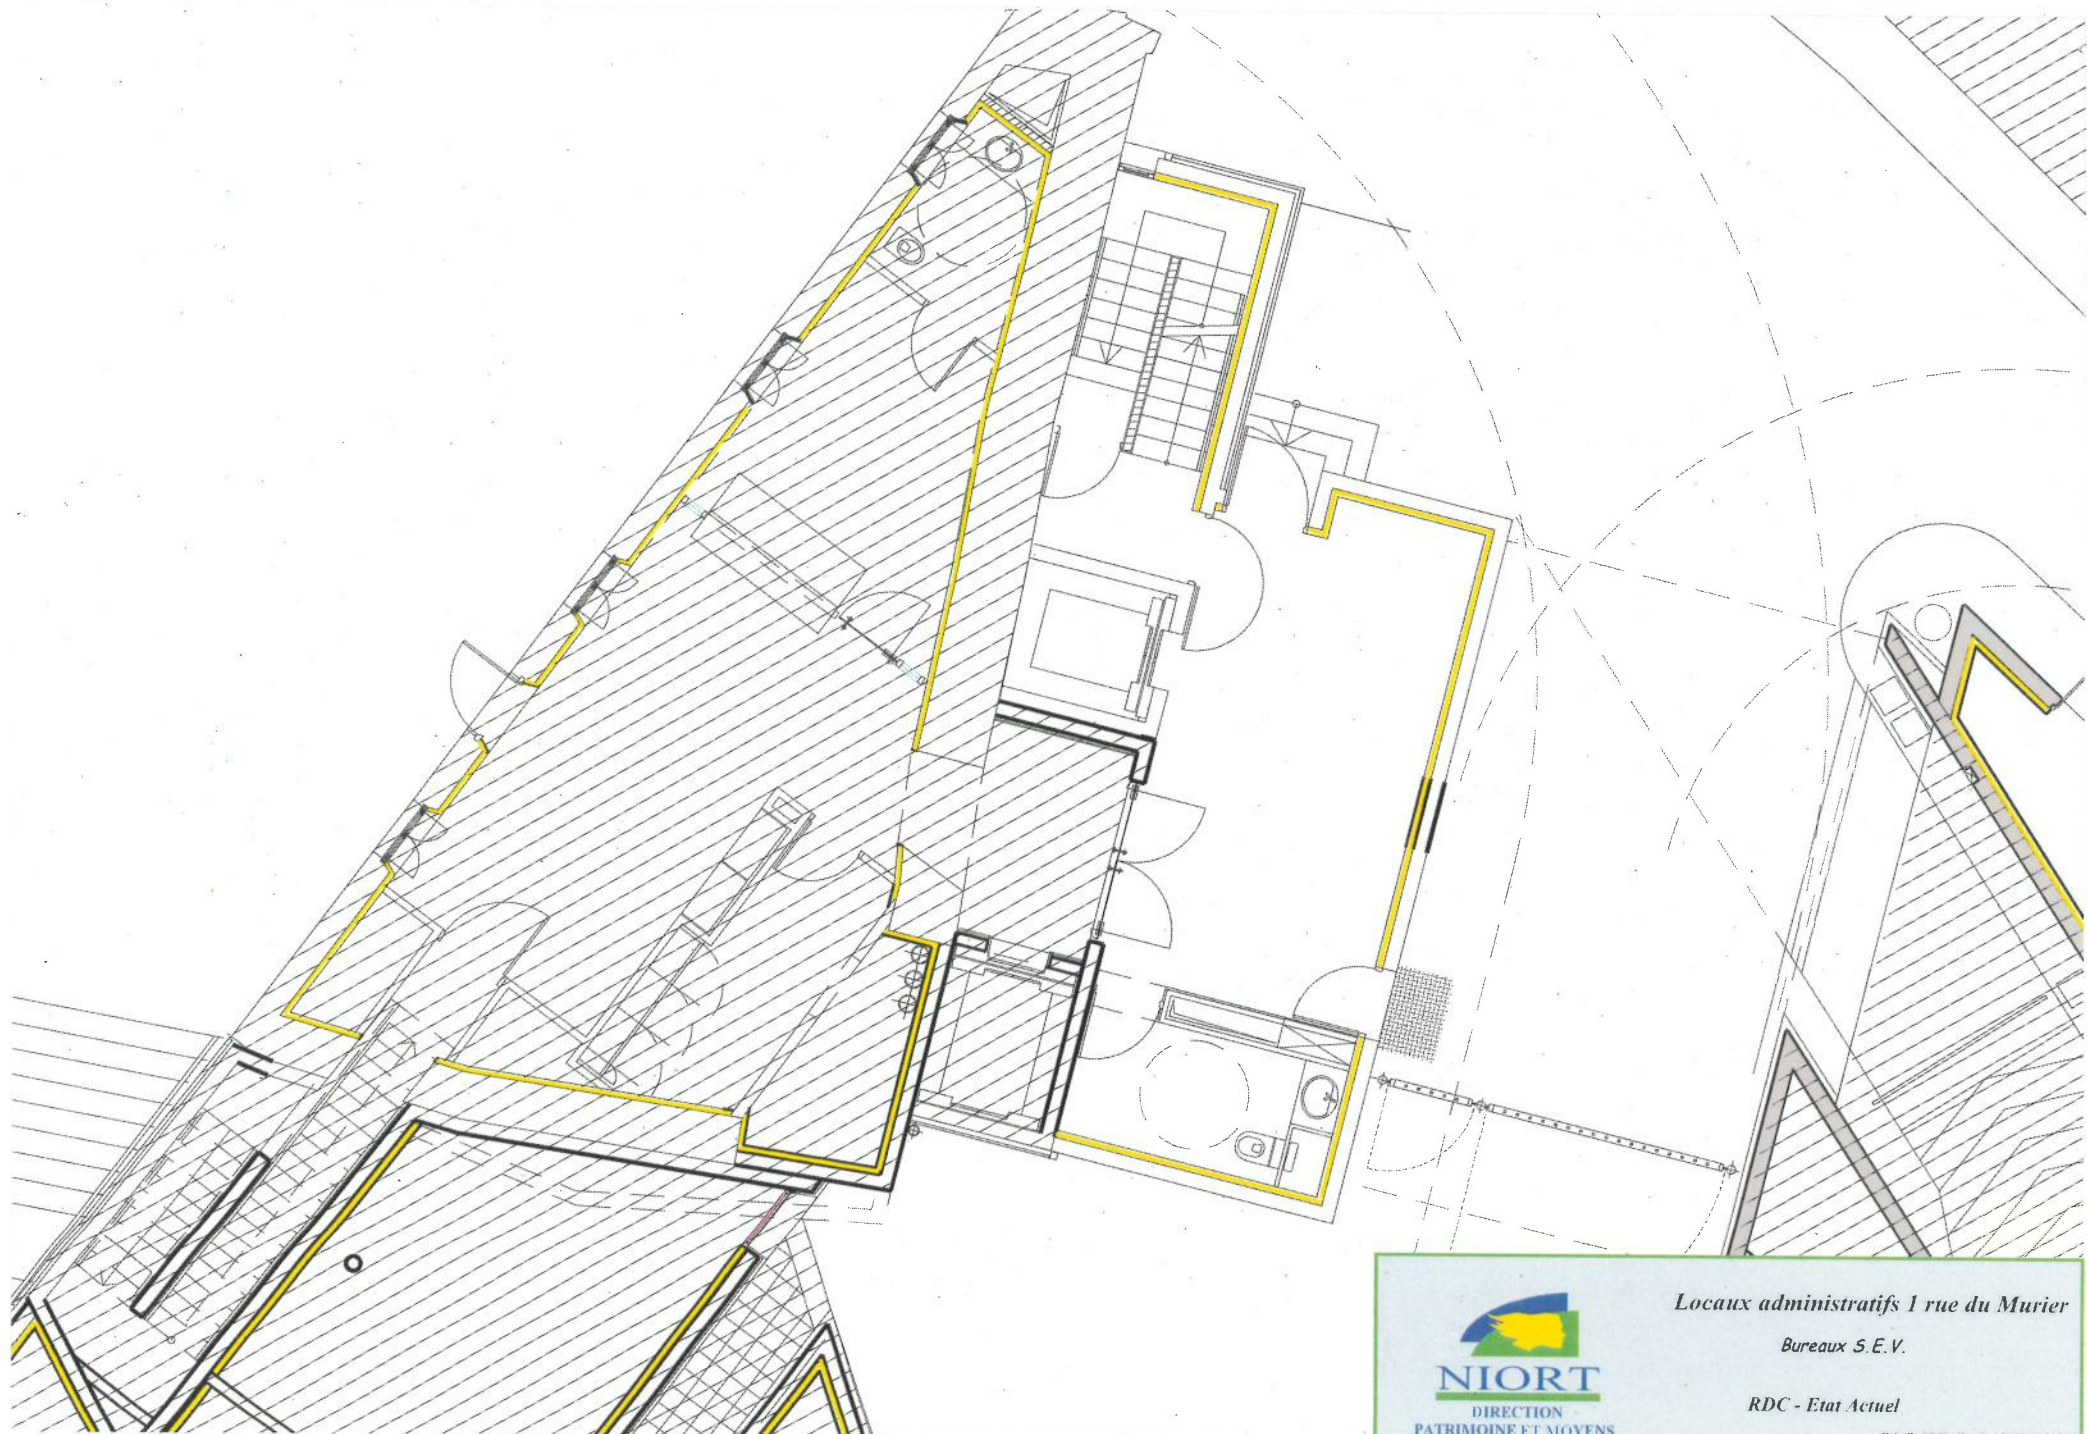 Locaux administratifs 1 rue du Murier
Bureaux S.E.V.
NIORT
RDC - Etat Actuel
DIRECTION
PATRIMOINE ET MOYENS